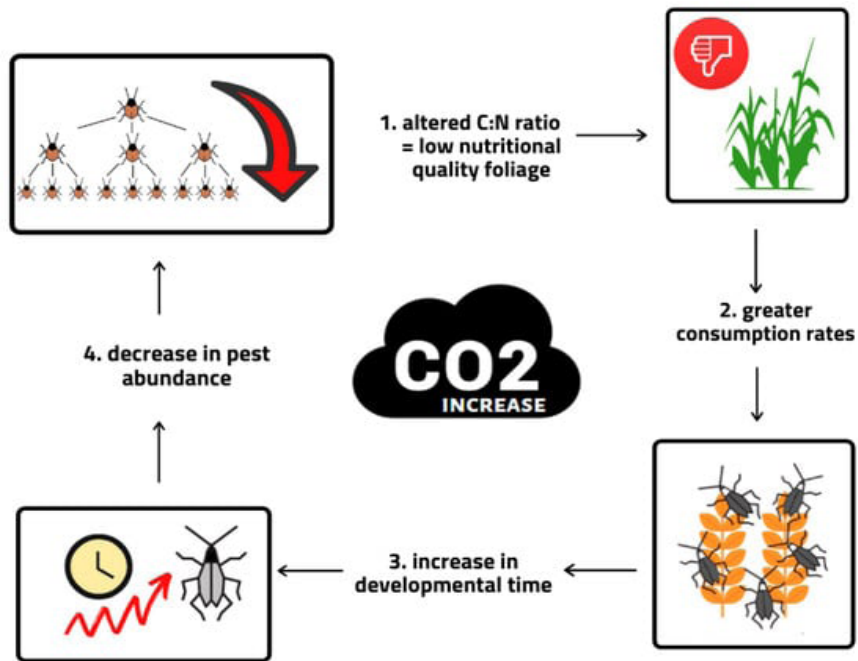 1. altered C:N ratio
= low nutritional
quality foliage
2. greater
consumption rates
3. increase in
developmental time
4. decrease in pest
abundance
CO2
INCREASE